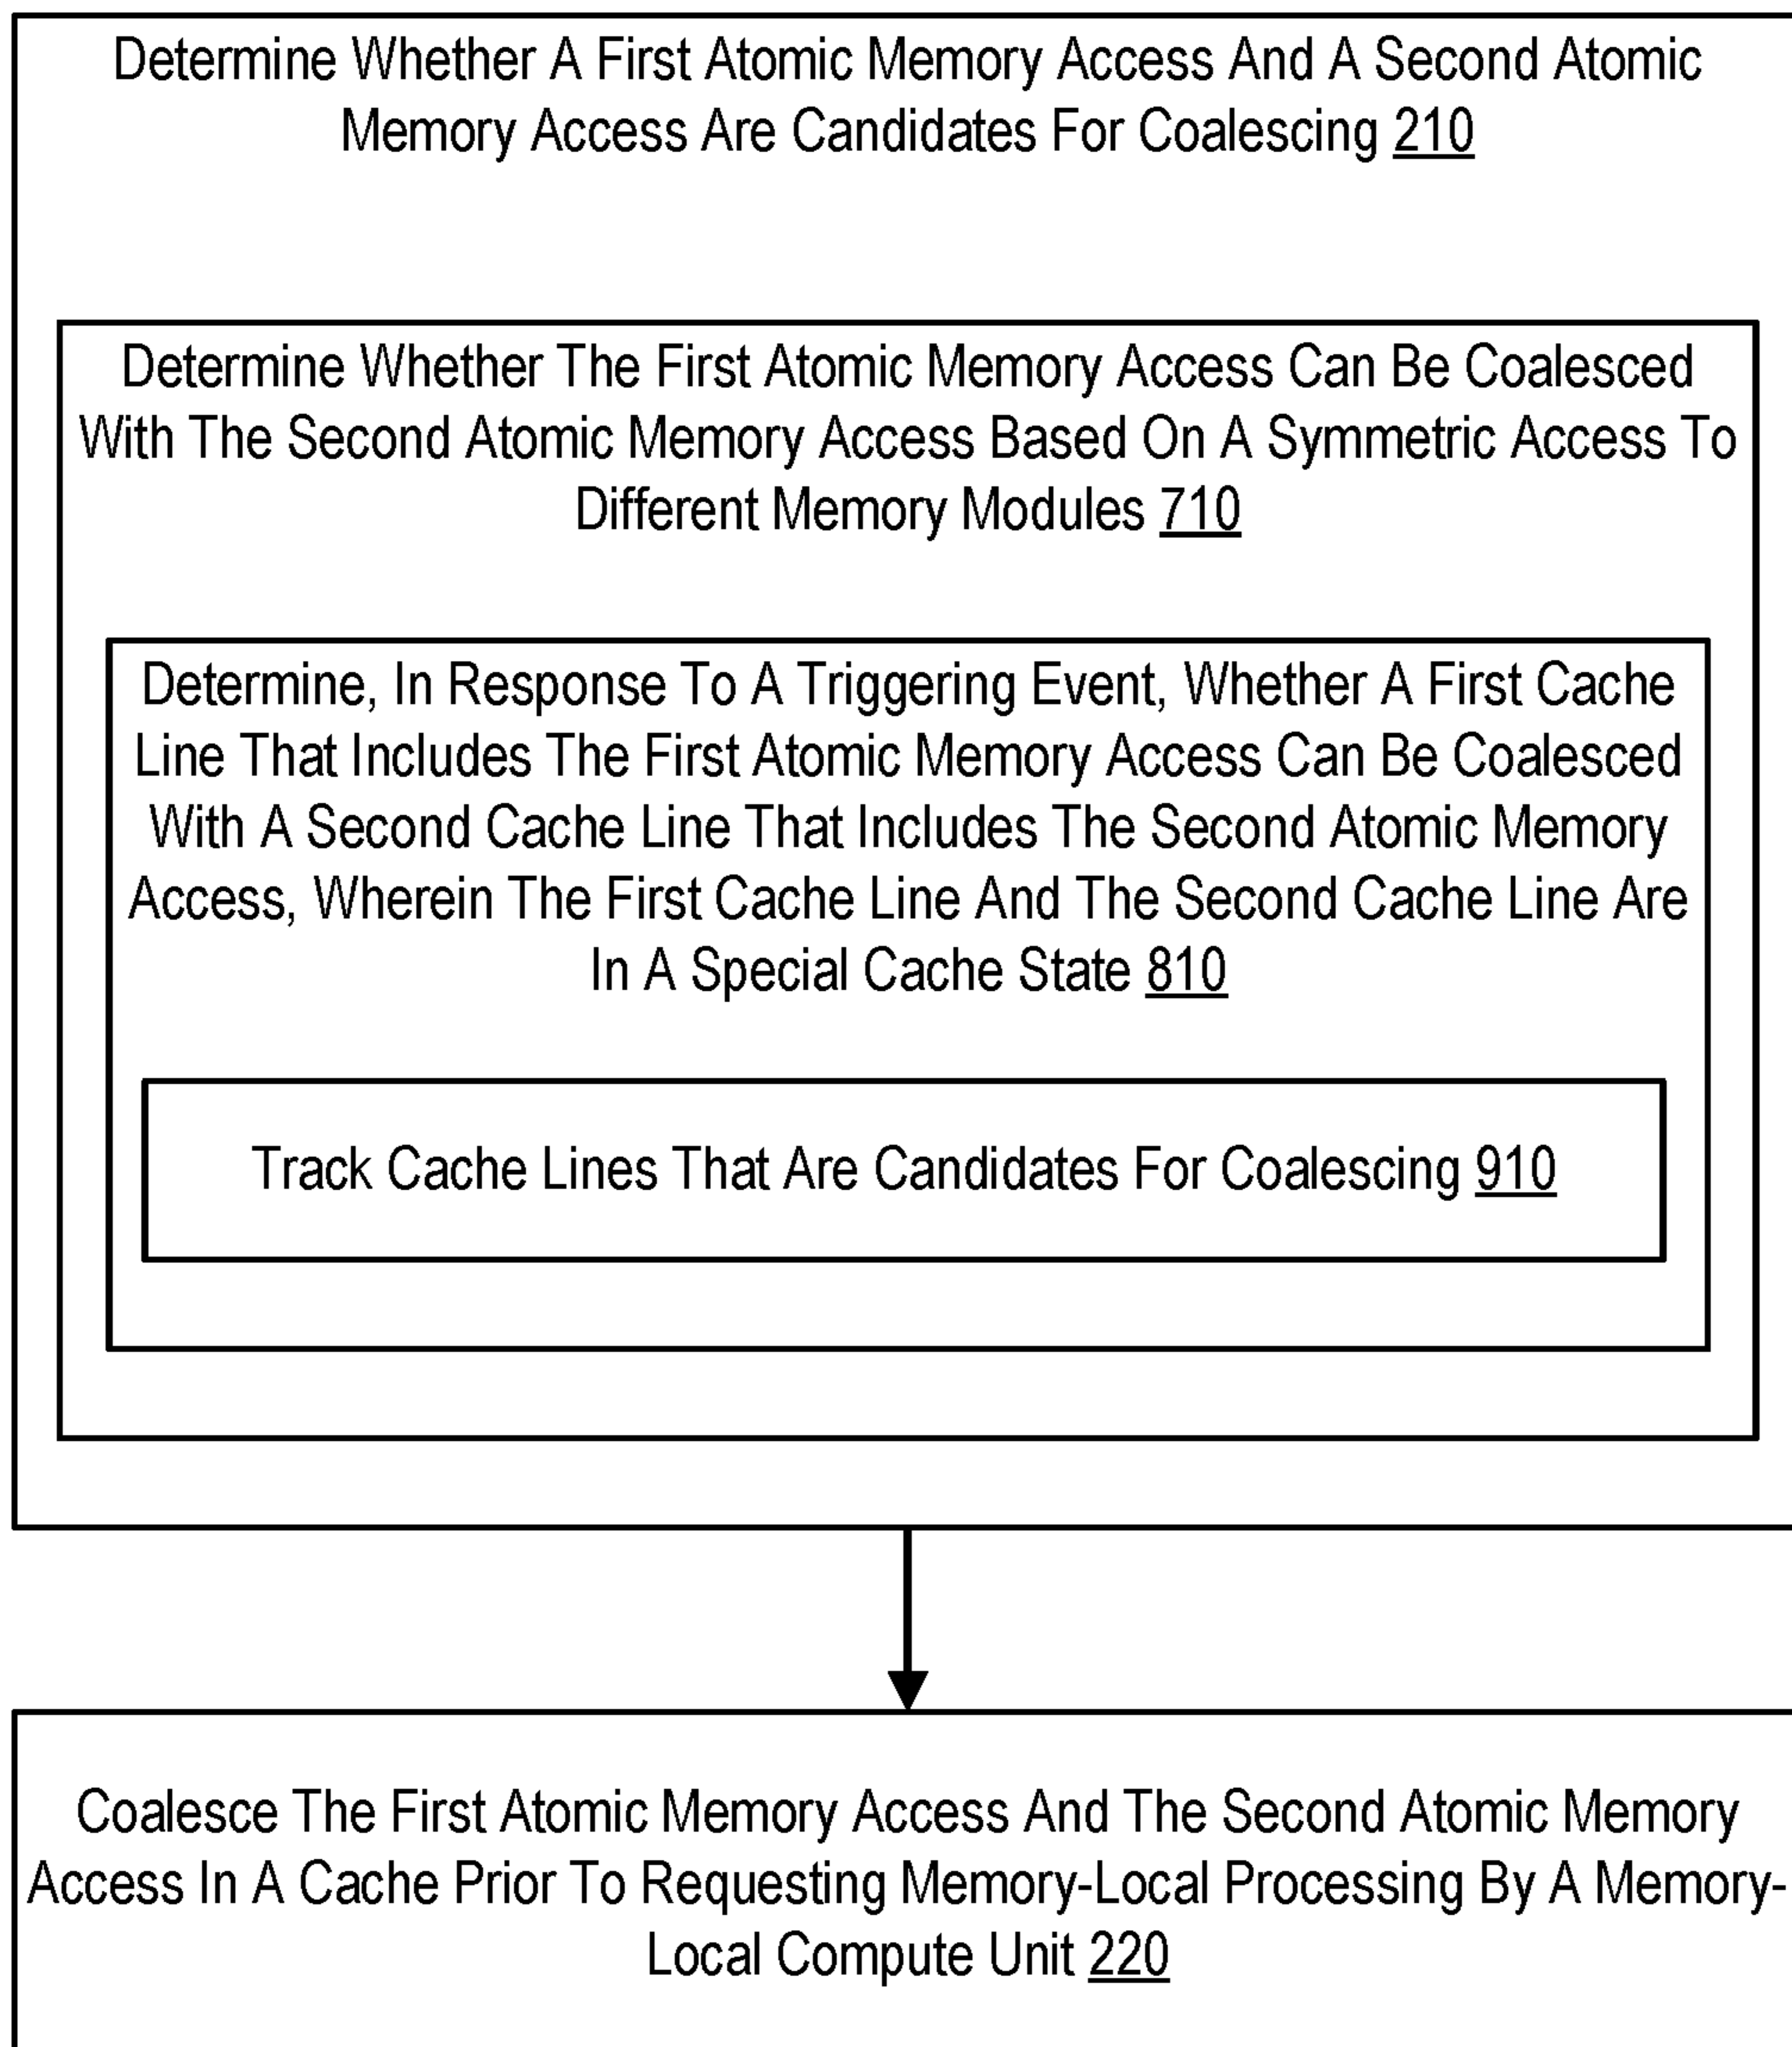 Determine Whether A First Atomic Memory Access And A Second Atomic
Memory Access Are Candidates For Coalescing 210
Determine Whether The First Atomic Memory Access Can Be Coalesced
With The Second Atomic Memory Access Based On A Symmetric Access To
Different Memory Modules 710
Determine, In Response To A Triggering Event, Whether A First Cache
Line That Includes The First Atomic Memory Access Can Be Coalesced
With A Second Cache Line That Includes The Second Atomic Memory
Access, Wherein The First Cache Line And The Second Cache Line Are
In A Special Cache State 810
Track Cache Lines That Are Candidates For Coalescing 910
Coalesce The First Atomic Memory Access And The Second Atomic Memory
Access In A Cache Prior To Requesting Memory-Local Processing By A Memory-
Local Compute Unit 220